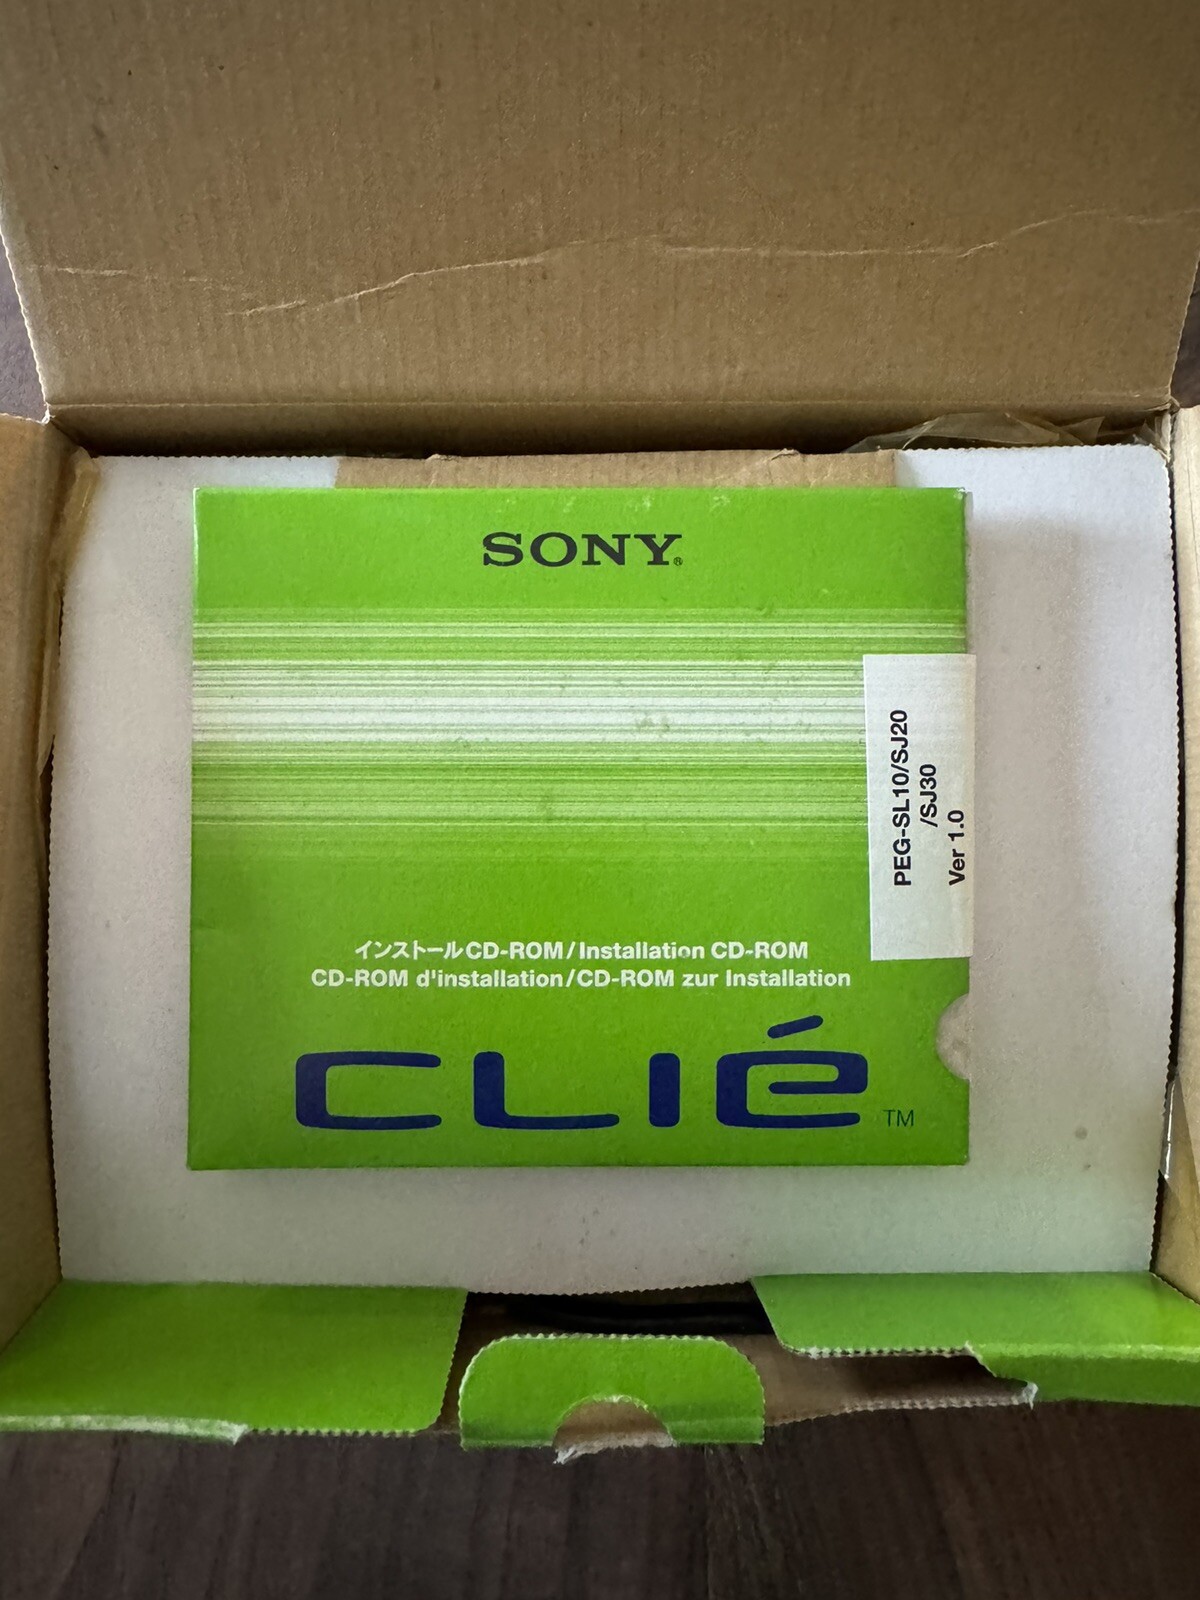 SONY®
PEG-SL10/SJ20
/SJ30
Ver 1.0
インストールCD-ROM/Installation CD-ROM
CD-ROM d'installation/CD-ROM zur Installation
CLIÉ TM